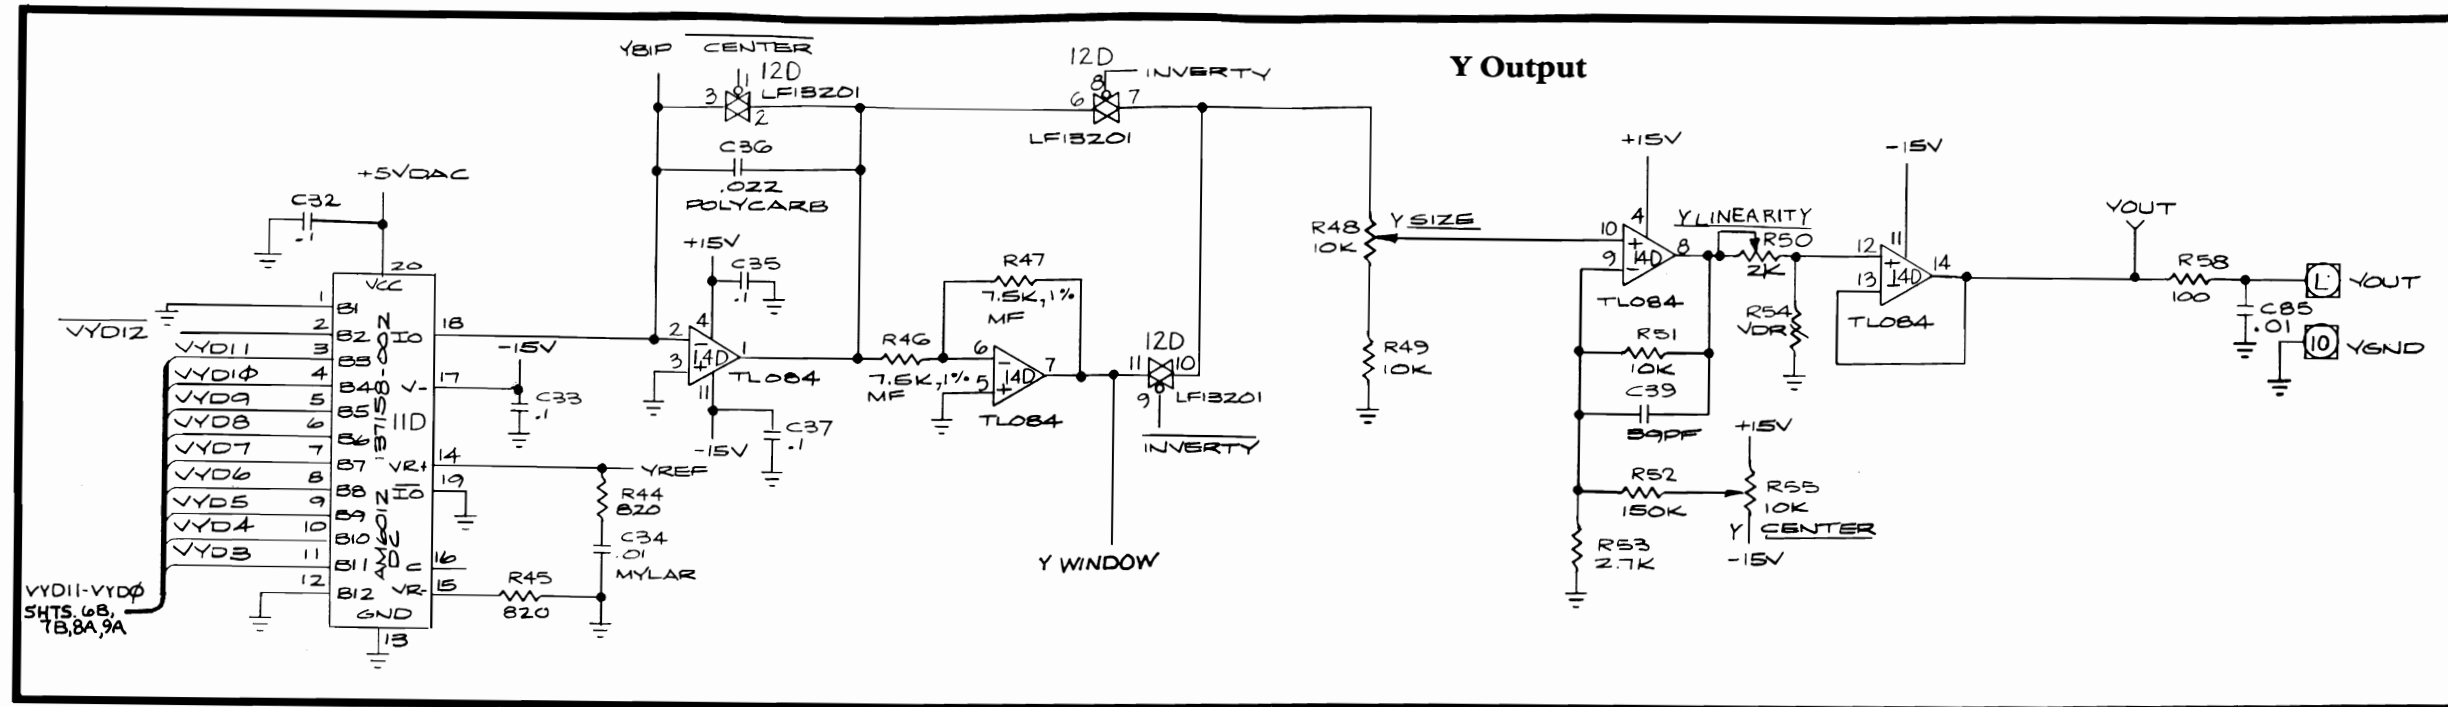 Y Output
YBIP
CENTER
1
12D
LF13201
3
2
12D
8
INVERTY
6
7
LF13201
C36
.022
POLYCARB
+5VDAC
C32
.1
20
VCC
1
B1
VYD12
2
B2
IO
18
VYD11
3
B3
VYD10
4
B4
V-
17
VYD9
5
B5
VYD8
6
B6
11D
VYD7
7
B7
VR+
14
VYD6
8
B8
IO
19
VYD5
9
B9
VYD4
10
B10
VYD3
11
B11
C
16
12
B12
VR-
15
GND
13
AM6012
137158-002
VYD11-VYD0
SHTS. 6B,
7B,8A,9A
-15V
C33
.1
YREF
R44
820
C34
.01
MYLAR
R45
820
+15V
C35
.1
2
4
3
14D
1
11
TL084
-15V
C37
.1
R47
7.5K,1%
MF
R46
7.5K,1%
MF
6
5
14D
7
TL084
12D
11
10
9
LF13201
INVERTY
Y WINDOW
R48
10K
Y SIZE
R49
10K
+15V
4
10
9
14D
8
TL084
Y LINEARITY
R50
2K
R51
10K
C39
39PF
R52
150K
R53
2.7K
+15V
R55
10K
Y CENTER
-15V
R54
VDR
-15V
11
12
13
14D
14
TL084
YOUT
R58
100
C85
.01
L
YOUT
10
YGND